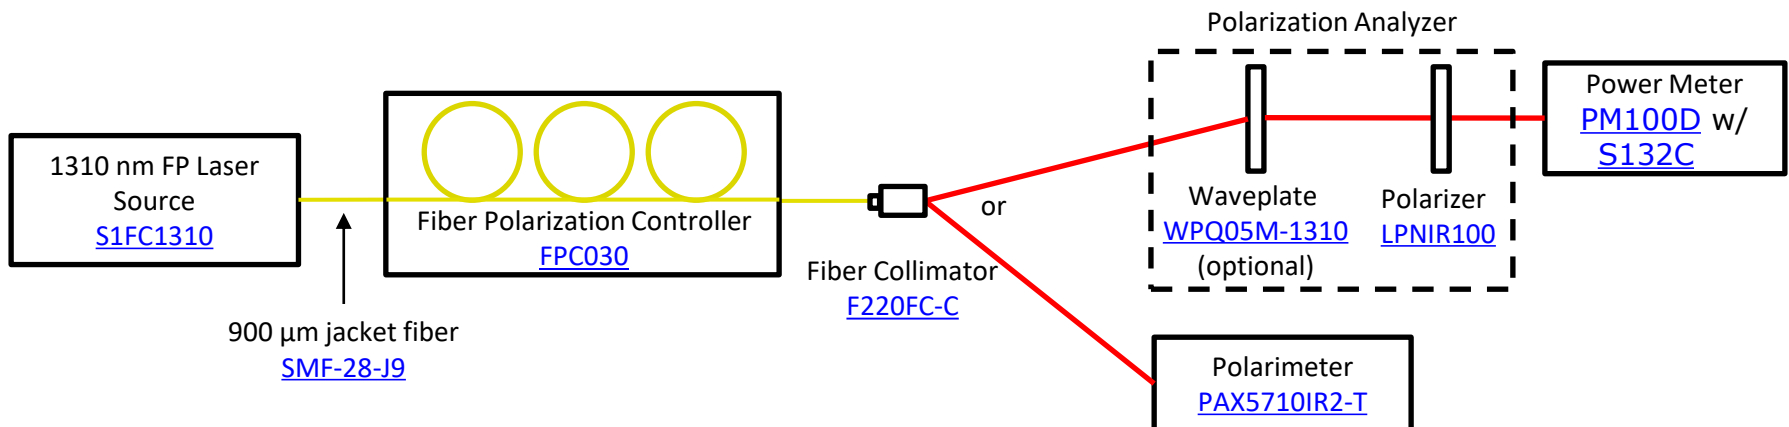 Polarization Analyzer
1310 nm FP Laser
Source
S1FC1310
900 µm jacket fiber
SMF-28-J9
Fiber Polarization Controller
FPC030
Fiber Collimator
F220FC-C
or
Waveplate
WPQ05M-1310
(optional)
Polarizer
LPNIR100
Power Meter
PM100D w/
S132C
Polarimeter
PAX5710IR2-T